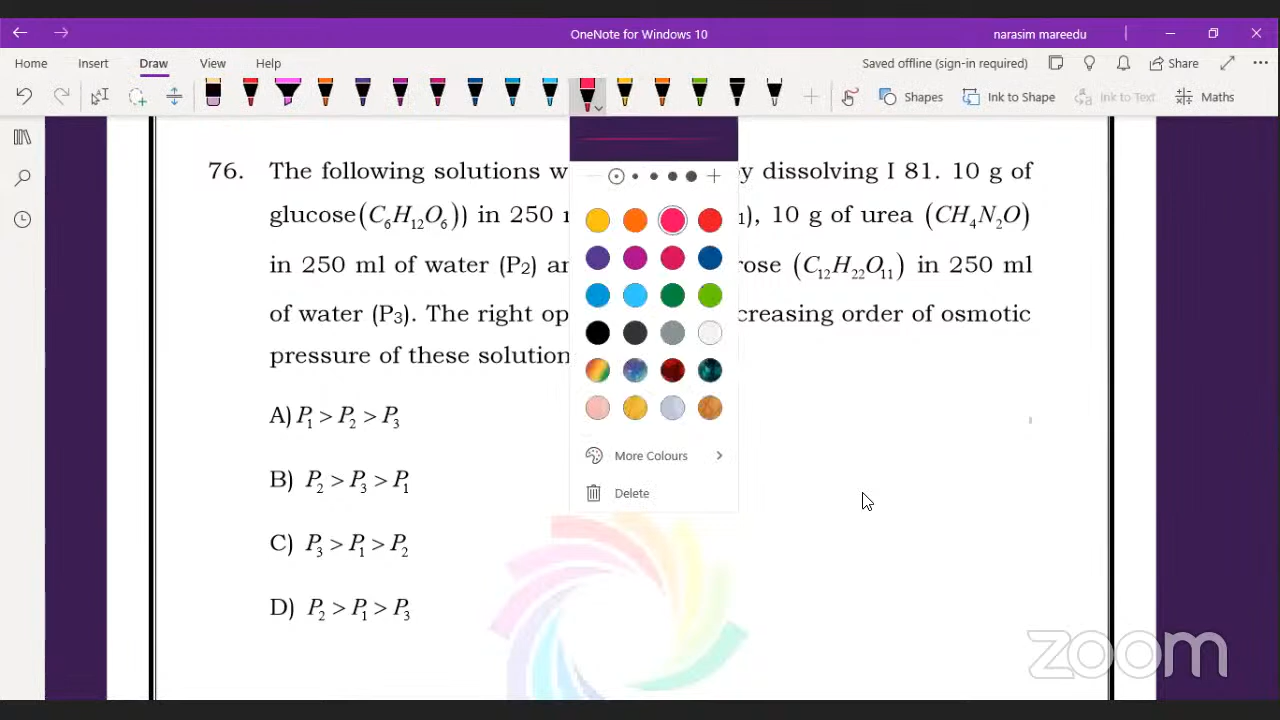 OneNote for Windows 10
narasim mareedu
Home Insert Draw View Help
Saved offline (sign-in required)
Share
Shapes
Ink to Shape
Ink to Text
Maths
76. The following solutions w y dissolving I 81. 10 g of
glucose(C₆H₁₂O₆)) in 250 ₁), 10 g of urea (CH₄N₂O)
in 250 ml of water (P₂) an rose (C₁₂H₂₂O₁₁) in 250 ml
of water (P₃). The right op creasing order of osmotic
pressure of these solution
A) P₁ > P₂ > P₃
B) P₂ > P₃ > P₁
C) P₃ > P₁ > P₂
D) P₂ > P₁ > P₃
More Colours
Delete
zoom